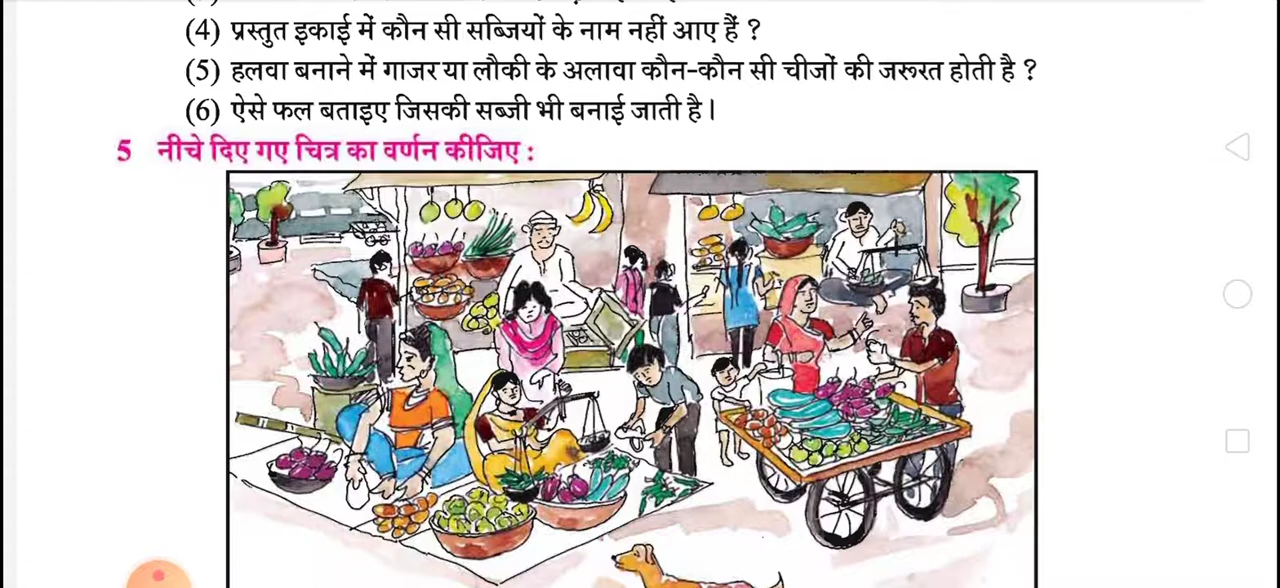 (4) प्रस्तुत इकाई में कौन सी सब्जियों के नाम नहीं आए हैं ?
(5) हलवा बनाने में गाजर या लौकी के अलावा कौन-कौन सी चीजों की जरूरत होती है ?
(6) ऐसे फल बताइए जिसकी सब्जी भी बनाई जाती है।
5 नीचे दिए गए चित्र का वर्णन कीजिए :